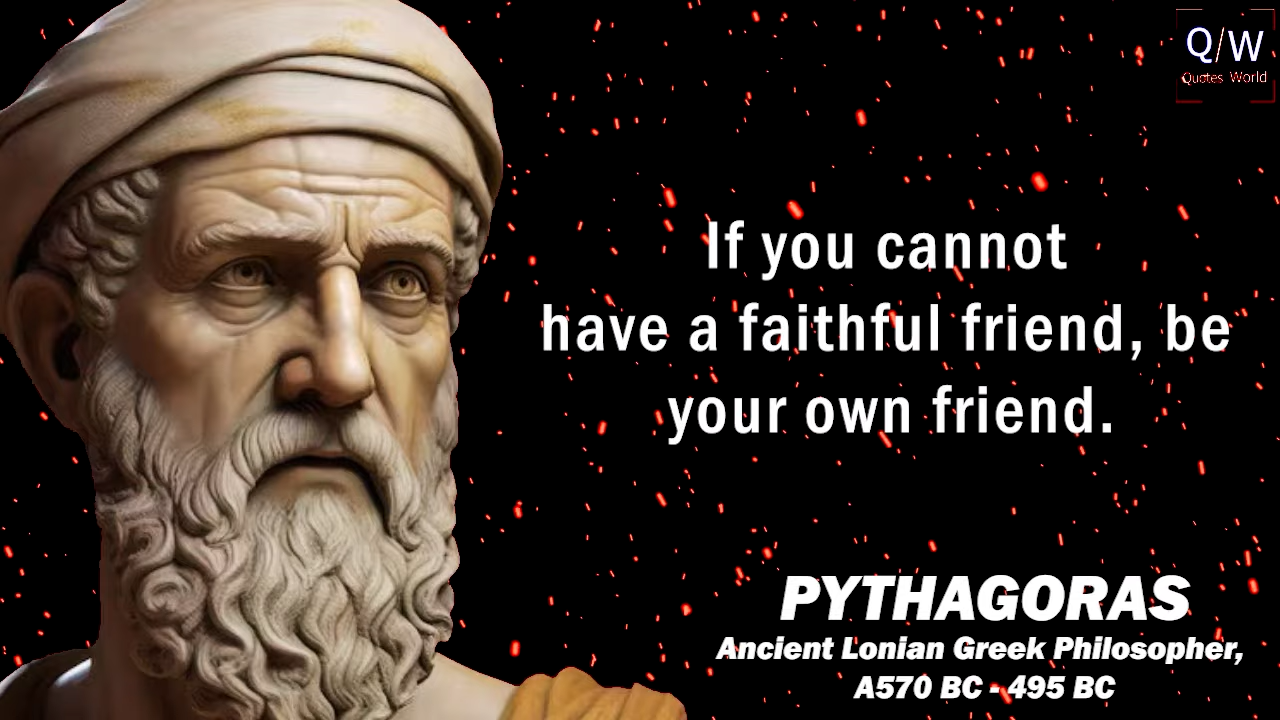 Q/W
Quotes World
If you cannot
have a faithful friend, be
your own friend.
PYTHAGORAS
Ancient Lonian Greek Philosopher,
A570 BC - 495 BC